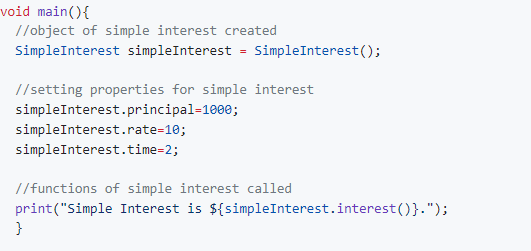 void main(){
//object of simple interest created
SimpleInterest simpleInterest = SimpleInterest();
//setting properties for simple interest
simpleInterest.principal=1000;
simpleInterest.rate=10;
simpleInterest.time=2;
//functions of simple interest called
print("Simple Interest is ${simpleInterest.interest()}.");
}